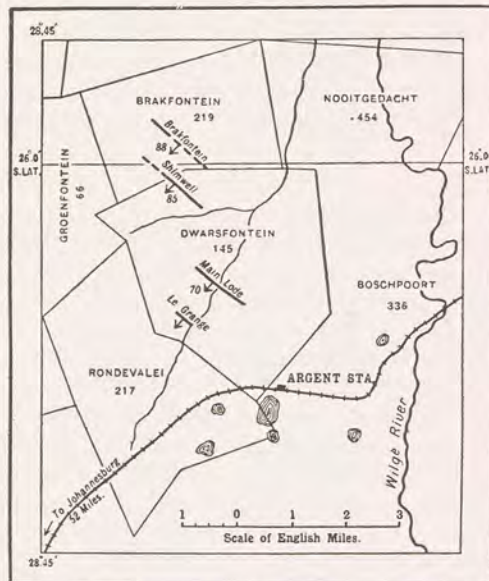 28°45'
BRAKFONTEIN
219
NOOITGEDACHT
- 454
Brakfontein
88
26°0'
S. LAT.
26°0'
S. LAT.
Shimwell
85
GROENFONTEIN
66
DWARSFONTEIN
145
Main Lode
70
BOSCHPOORT
336
Le Grange
RONDEVALEI
217
ARGENT STA.
Wilge River
To Johannesburg
52 Miles.
1 0 1 2 3
Scale of English Miles.
28°45'